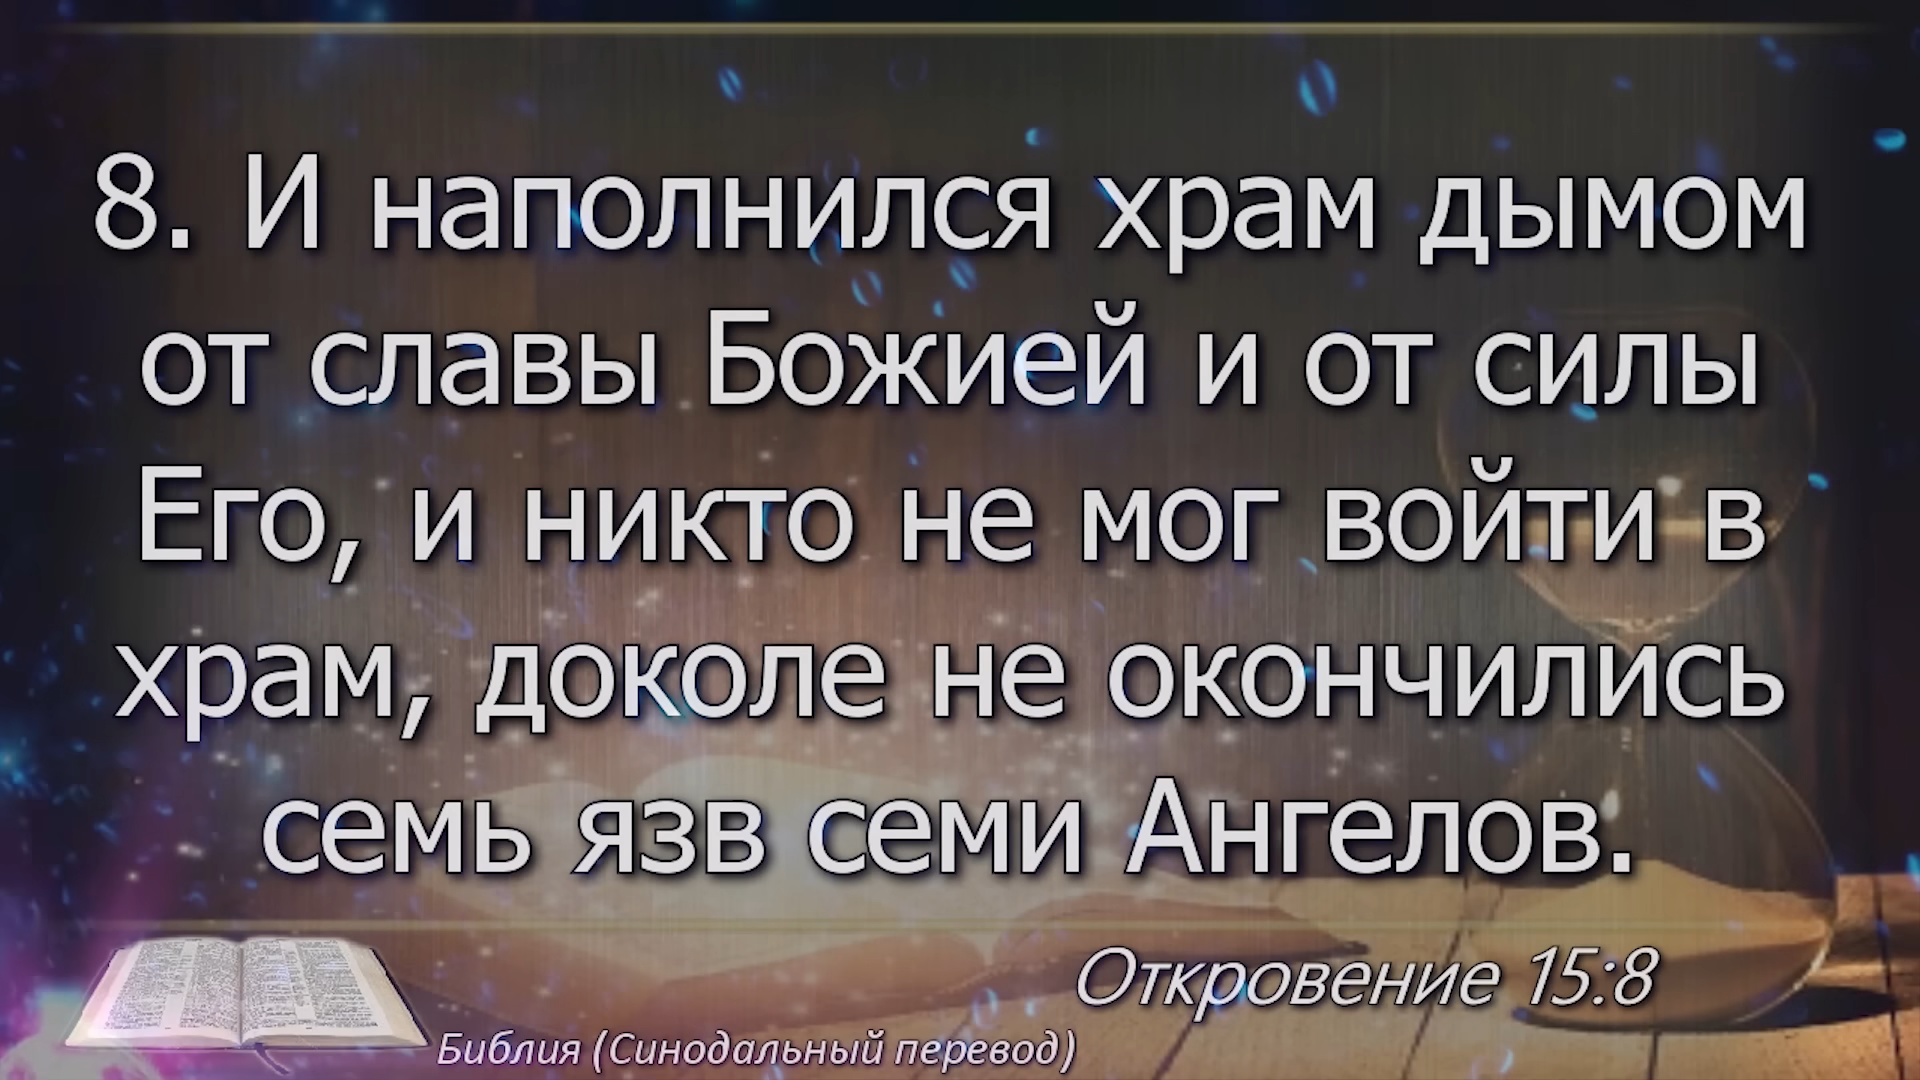 8. И наполнился храм дымом
от славы Божией и от силы
Его, и никто не мог войти в
храм, доколе не окончились
семь язв семи Ангелов.
Откровение 15:8
Библия (Синодальный перевод)